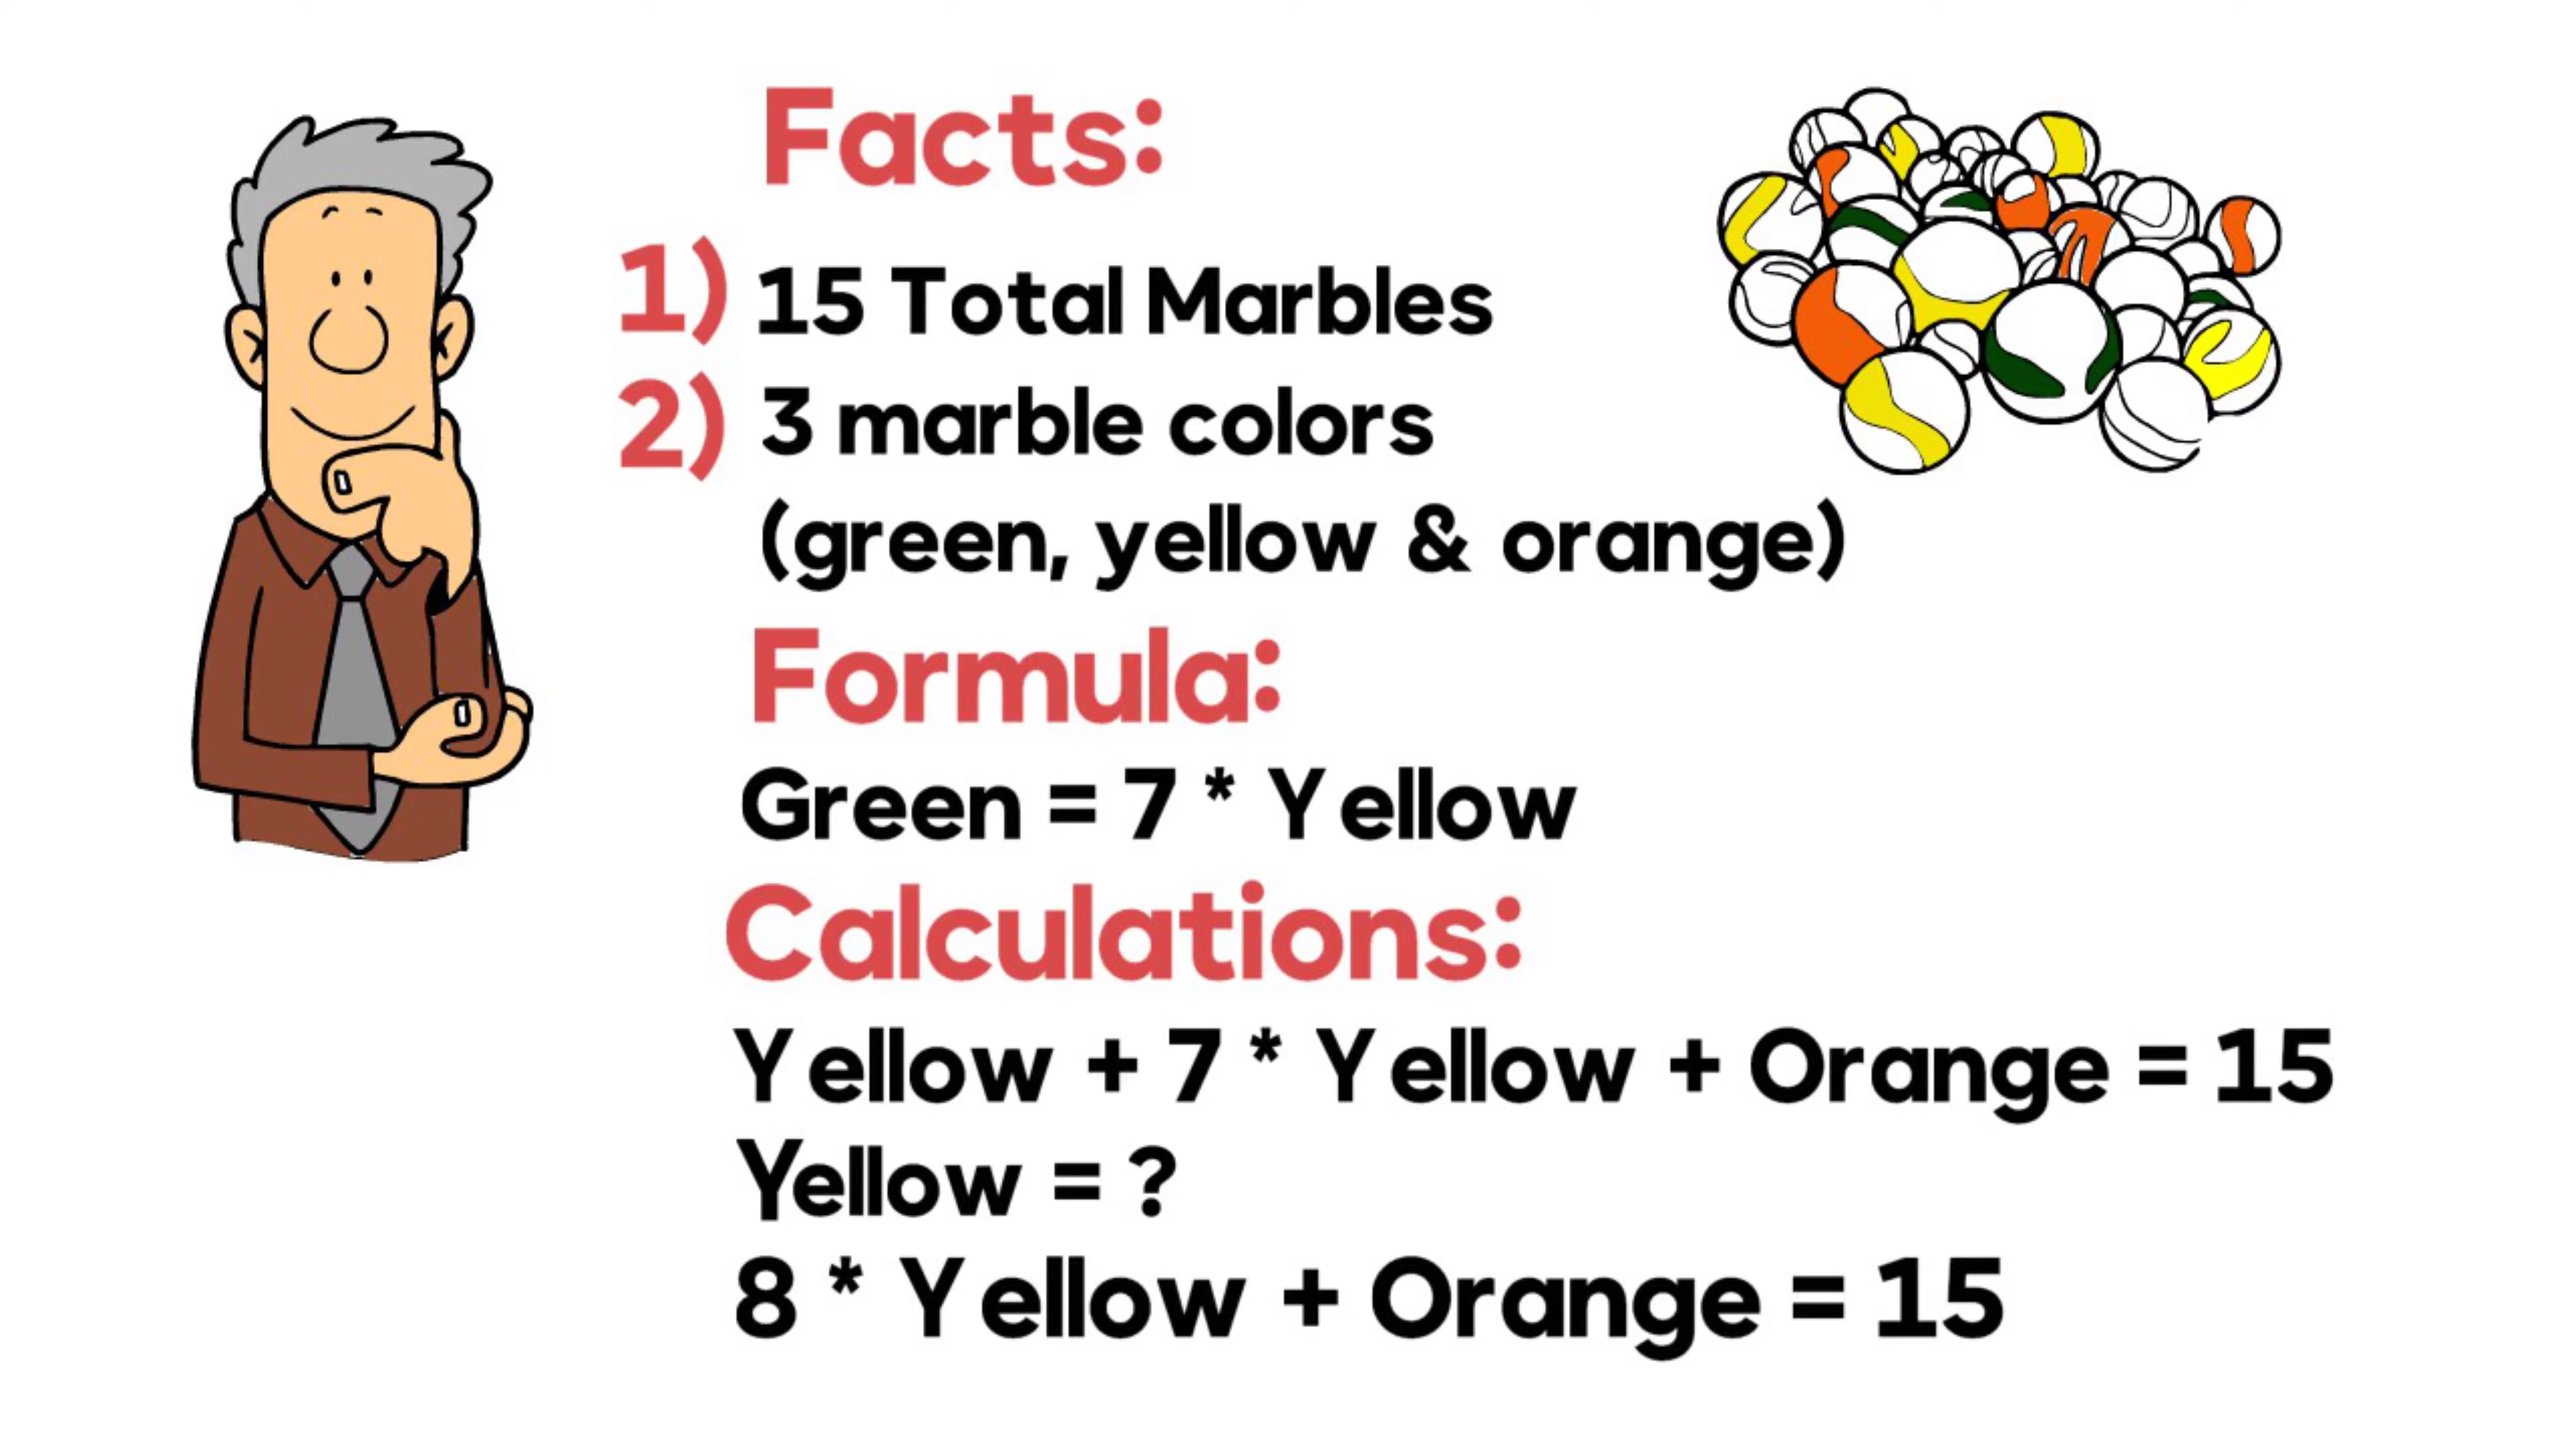 Facts:
1) 15 Total Marbles
2) 3 marble colors
(green, yellow & orange)
Formula:
Green = 7 * Yellow
Calculations:
Yellow + 7 * Yellow + Orange = 15
Yellow = ?
8 * Yellow + Orange = 15